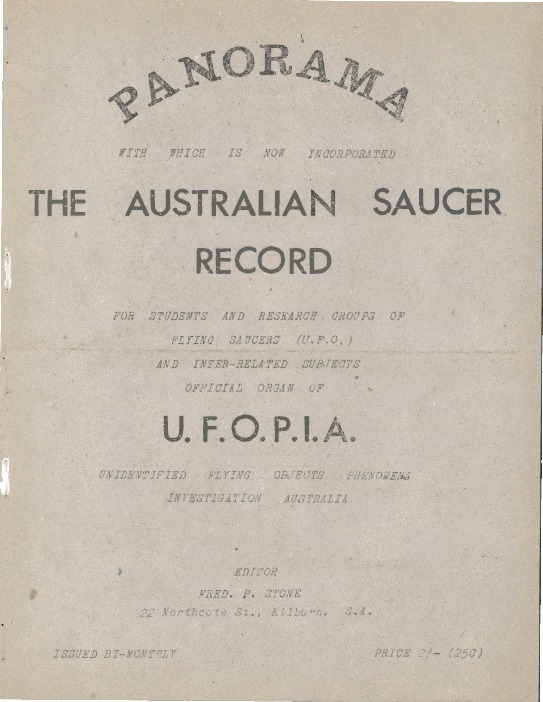 PANORAMA
WITH WHICH IS NOW INCORPORATED
THE AUSTRALIAN SAUCER
RECORD
FOR STUDENTS AND RESEARCH GROUPS OF
FLYING SAUCERS (U.F.O.)
AND INTER-RELATED SUBJECTS
OFFICIAL ORGAN OF
U.F.O.P.I.A.
UNIDENTIFIED FLYING OBJECTS PHENOMENA
INVESTIGATION AUSTRALIA
EDITOR
FRED. P. STONE
22 Northcote St., Kilburn. S.A.
ISSUED BI-MONTHLY PRICE 2/- (25C)